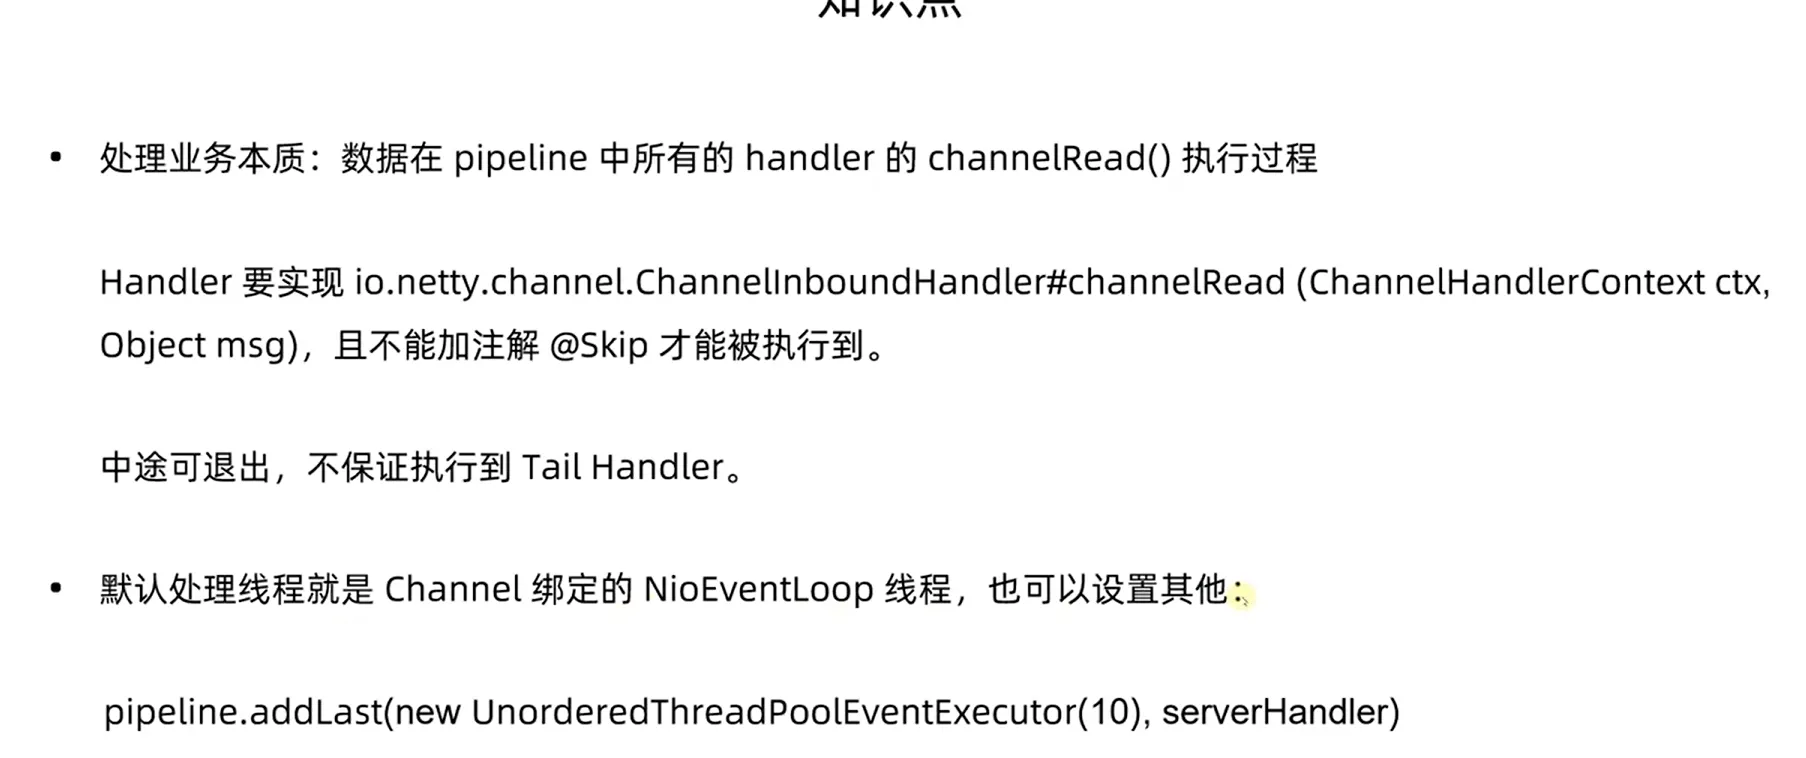 知识点
• 处理业务本质：数据在 pipeline 中所有的 handler 的 channelRead() 执行过程
Handler 要实现 io.netty.channel.ChannelInboundHandler#channelRead (ChannelHandlerContext ctx,
Object msg)，且不能加注解 @Skip 才能被执行到。
中途可退出，不保证执行到 Tail Handler。
• 默认处理线程就是 Channel 绑定的 NioEventLoop 线程，也可以设置其他：
pipeline.addLast(new UnorderedThreadPoolEventExecutor(10), serverHandler)